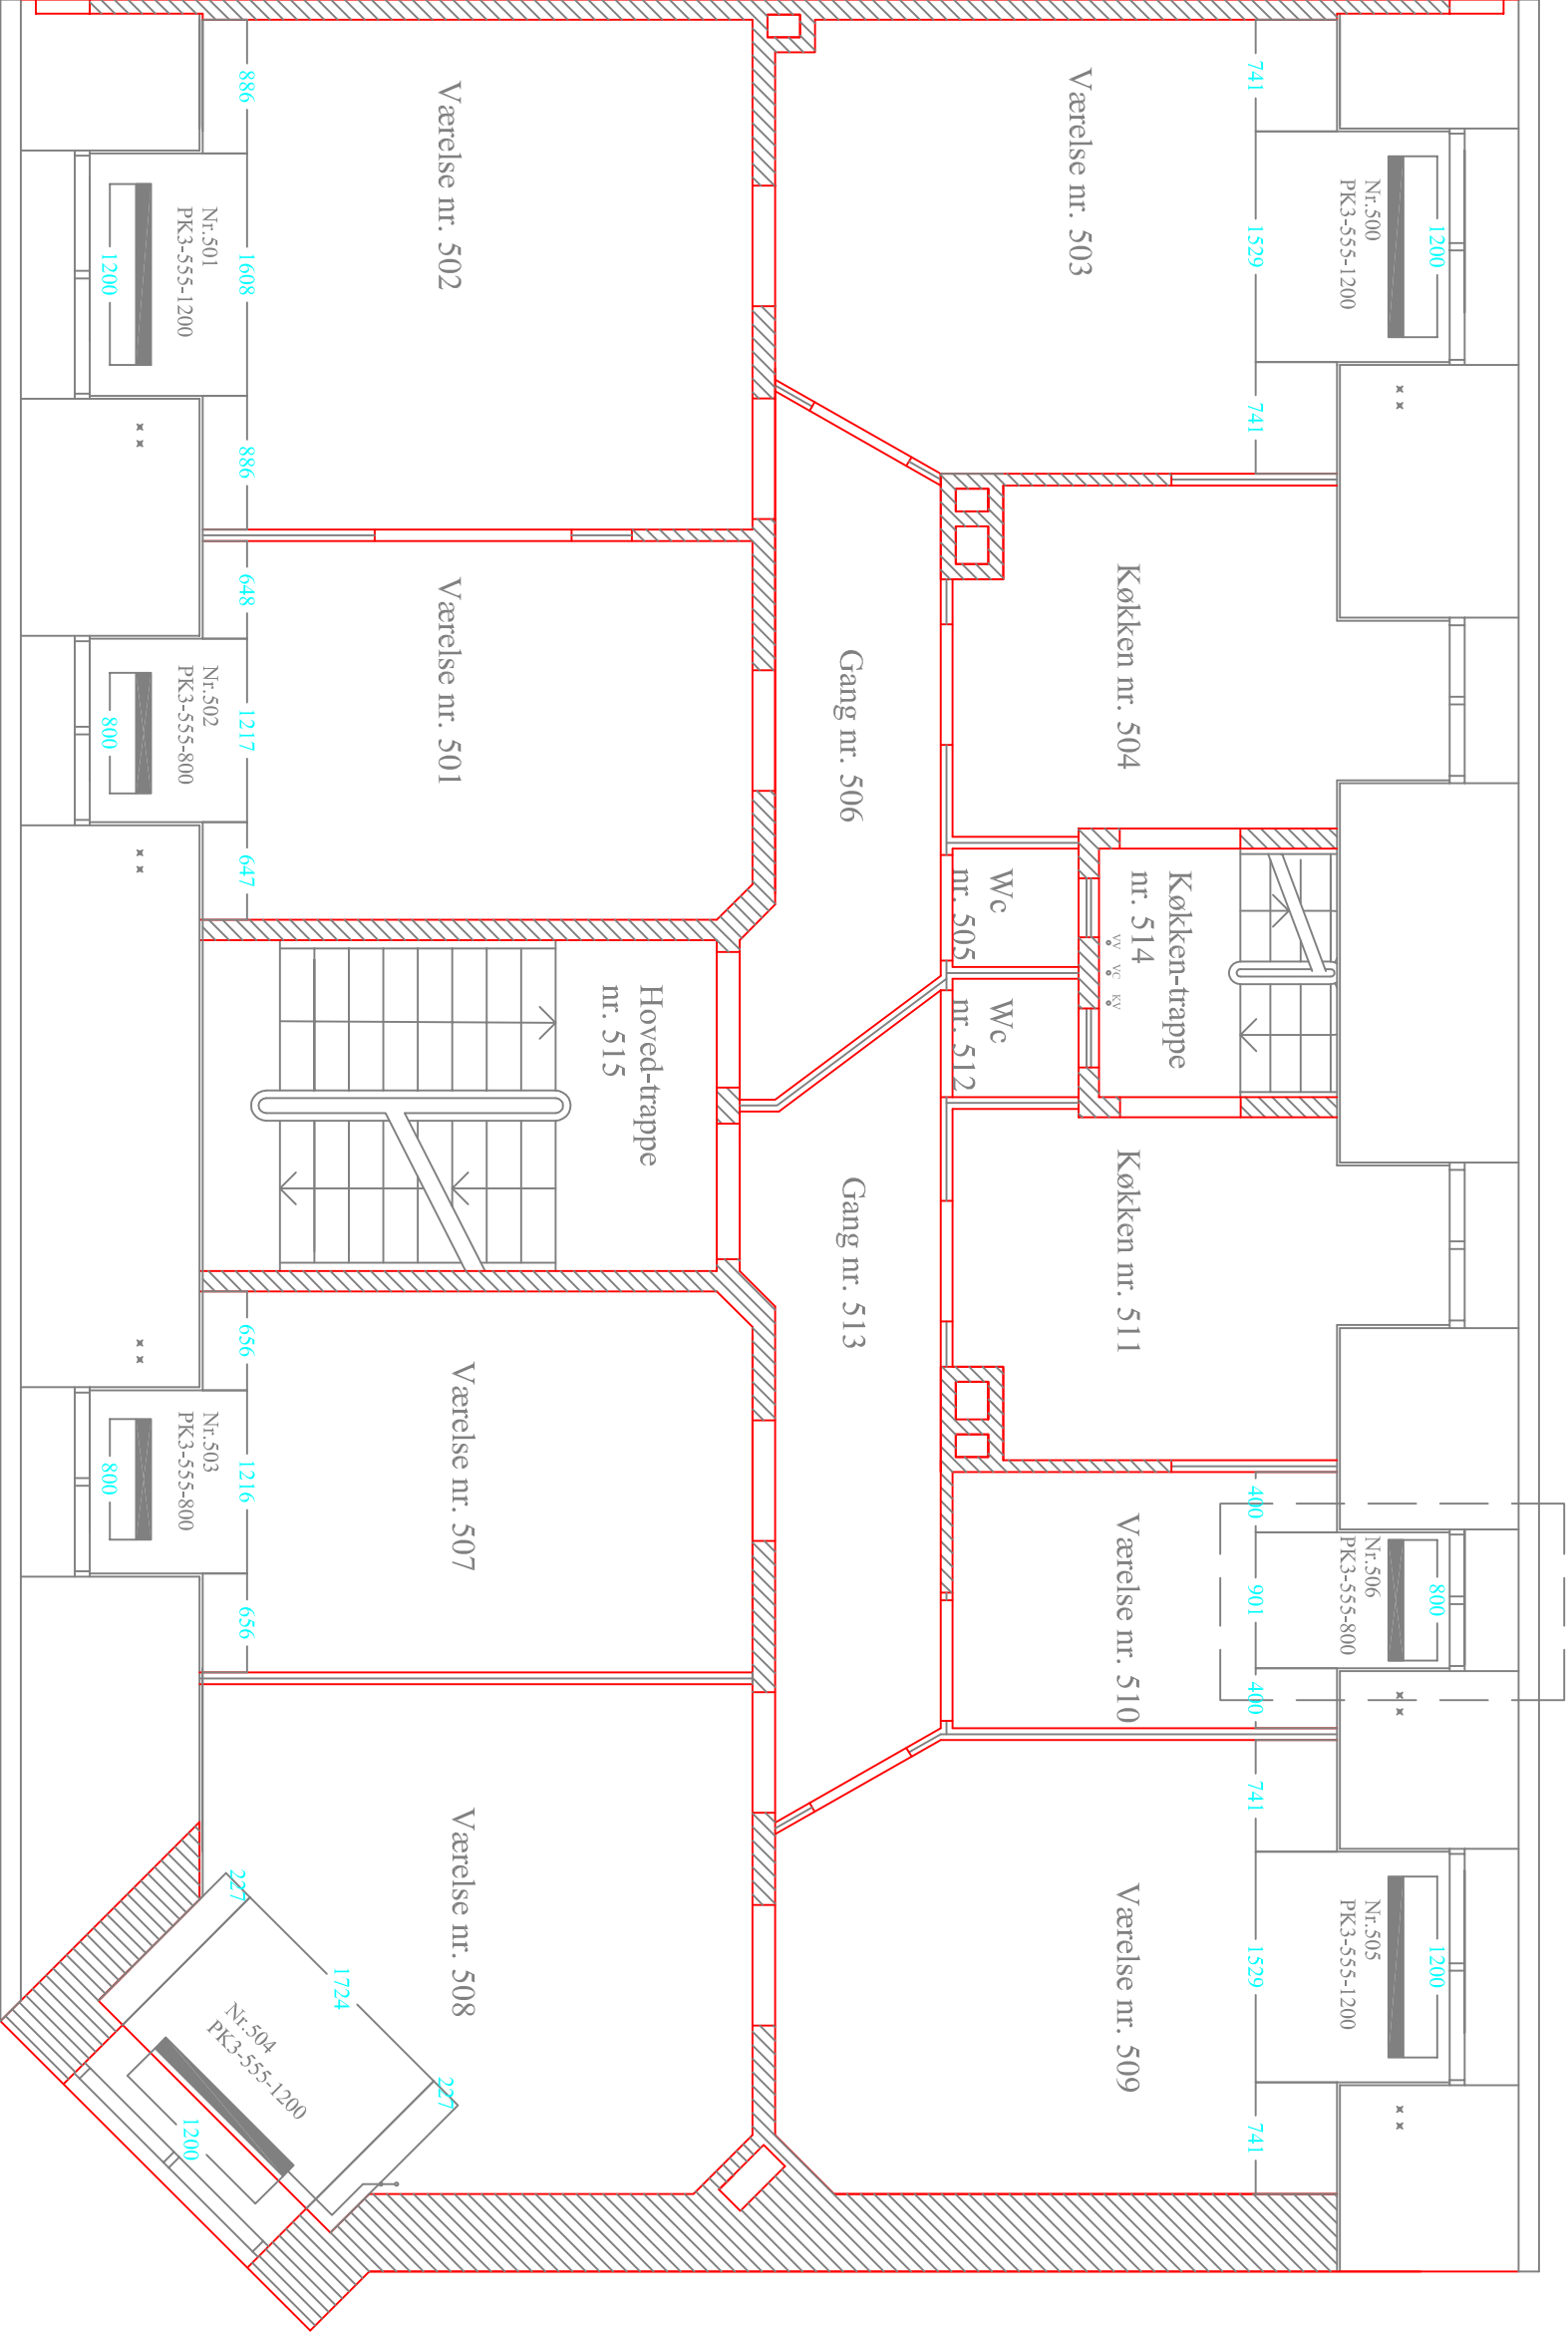 886
1608
886
Nr.501
PK3-555-1200
1200
Værelse nr. 502
Værelse nr. 503
741
1529
741
Nr.500
PK3-555-1200
1200
648
1217
647
Nr.502
PK3-555-800
800
Værelse nr. 501
Gang nr. 506
Køkken nr. 504
Wc
nr. 505
Wc
nr. 512
Køkken-trappe
nr. 514
VV
VC
KV
Hoved-trappe
nr. 515
Gang nr. 513
Køkken nr. 511
656
1216
656
Nr.503
PK3-555-800
800
Værelse nr. 507
Værelse nr. 510
400
901
400
Nr.506
PK3-555-800
800
Værelse nr. 508
Værelse nr. 509
741
1529
741
Nr.505
PK3-555-1200
1200
227
1724
227
Nr.504
PK3-555-1200
1200